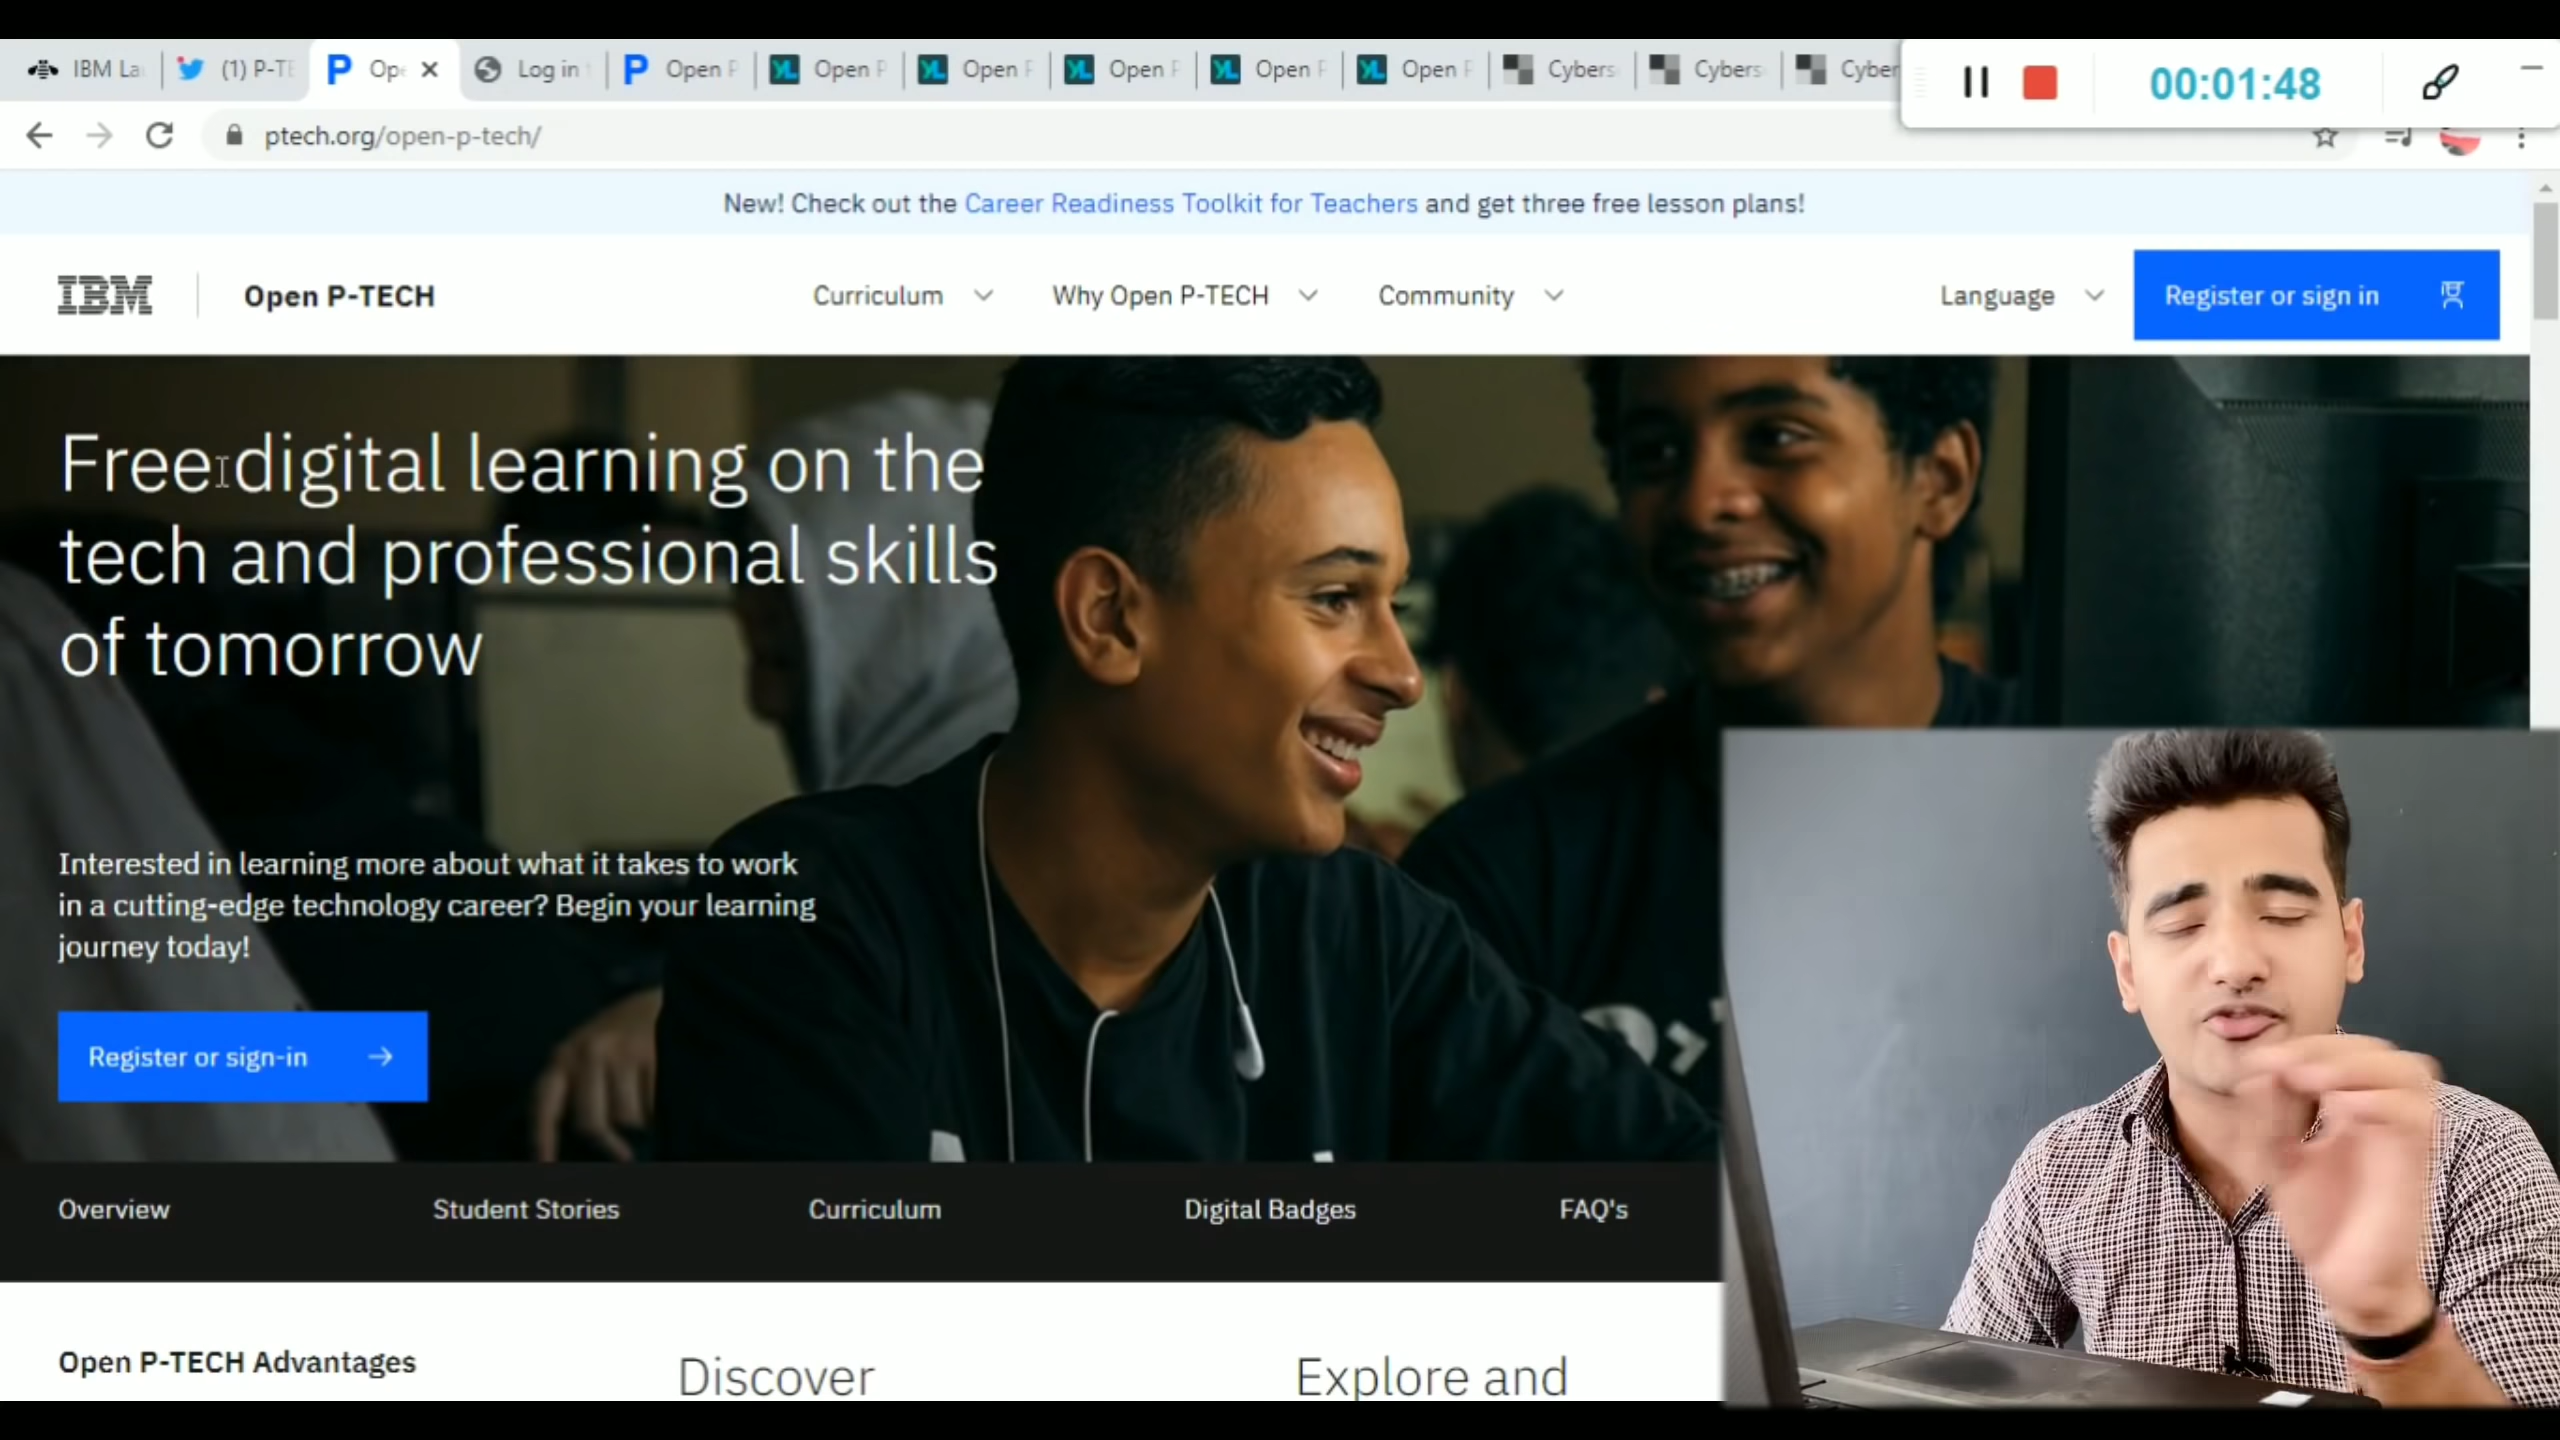 IBM La
(1) P-TE
Ope
Log in
Open P
Open P
Open F
Open F
Open F
Open F
Cybers
Cybers
Cyber
00:01:48
ptech.org/open-p-tech/
New! Check out the Career Readiness Toolkit for Teachers and get three free lesson plans!
IBM
Open P-TECH
Curriculum
Why Open P-TECH
Community
Language
Register or sign in
Free digital learning on the
tech and professional skills
of tomorrow
Interested in learning more about what it takes to work
in a cutting-edge technology career? Begin your learning
journey today!
Register or sign-in
Overview
Student Stories
Curriculum
Digital Badges
FAQ's
Open P-TECH Advantages
Discover
Explore and